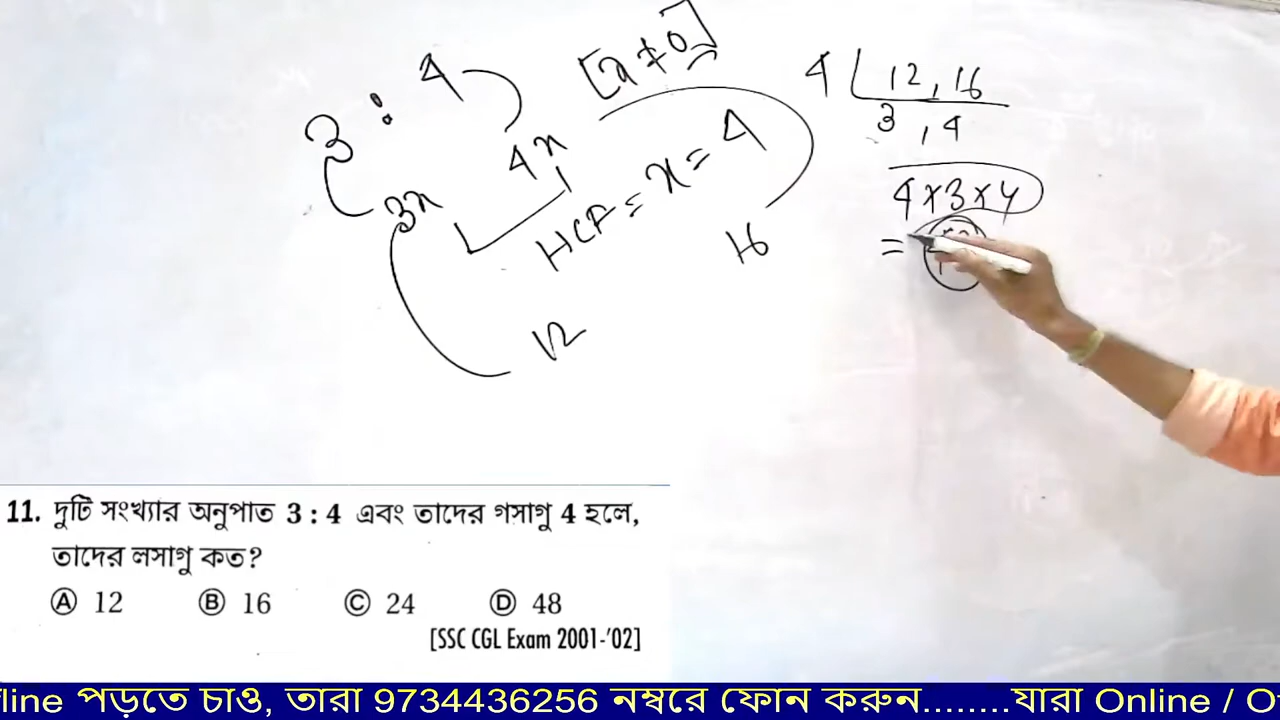 3 : 4
[x ≠ 0]
3x 4x
HCF = x = 4
16
12
4 12, 16
3, 4
4 x 3 x 4
=
11. দুটি সংখ্যার অনুপাত 3 : 4 এবং তাদের গসাগু 4 হলে,
তাদের লসাগু কত?
Ⓐ 12 Ⓑ 16 Ⓒ 24 Ⓓ 48
[SSC CGL Exam 2001-'02]
ffline পড়তে চাও, তারা 9734436256 নম্বরে ফোন করুন........যারা Online / O